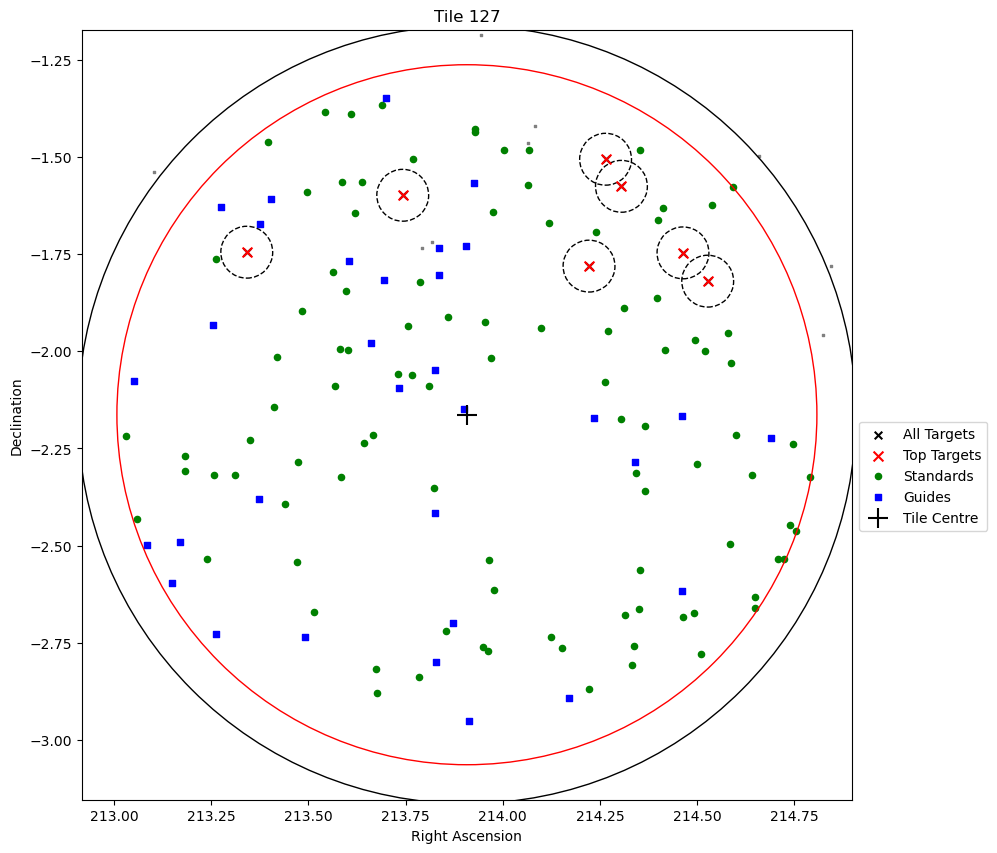 Tile 127
−1.25
−1.50
−1.75
−2.00
−2.25
−2.50
−2.75
−3.00
Declination
213.00 213.25 213.50 213.75 214.00 214.25 214.50 214.75
Right Ascension
All Targets
Top Targets
Standards
Guides
Tile Centre